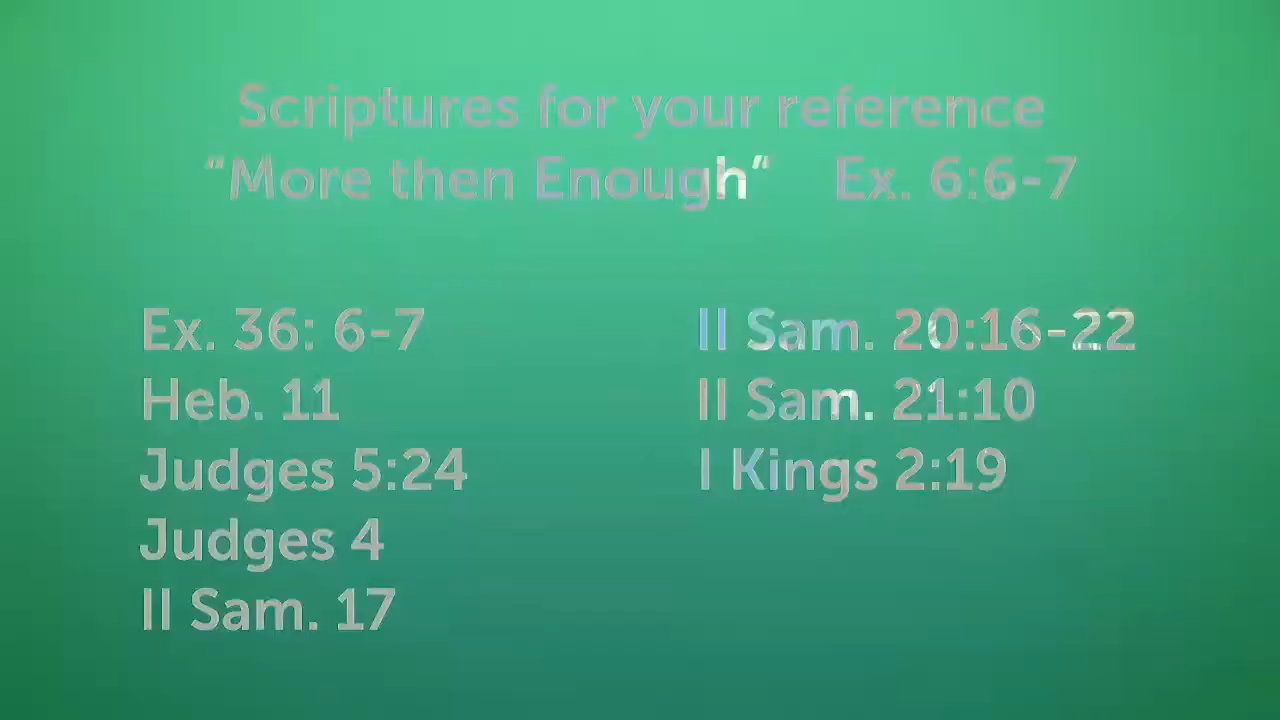 Scriptures for your reference
“More then Enough” Ex. 6:6-7
Ex. 36: 6-7
Heb. 11
Judges 5:24
Judges 4
II Sam. 17
II Sam. 20:16-22
II Sam. 21:10
I Kings 2:19